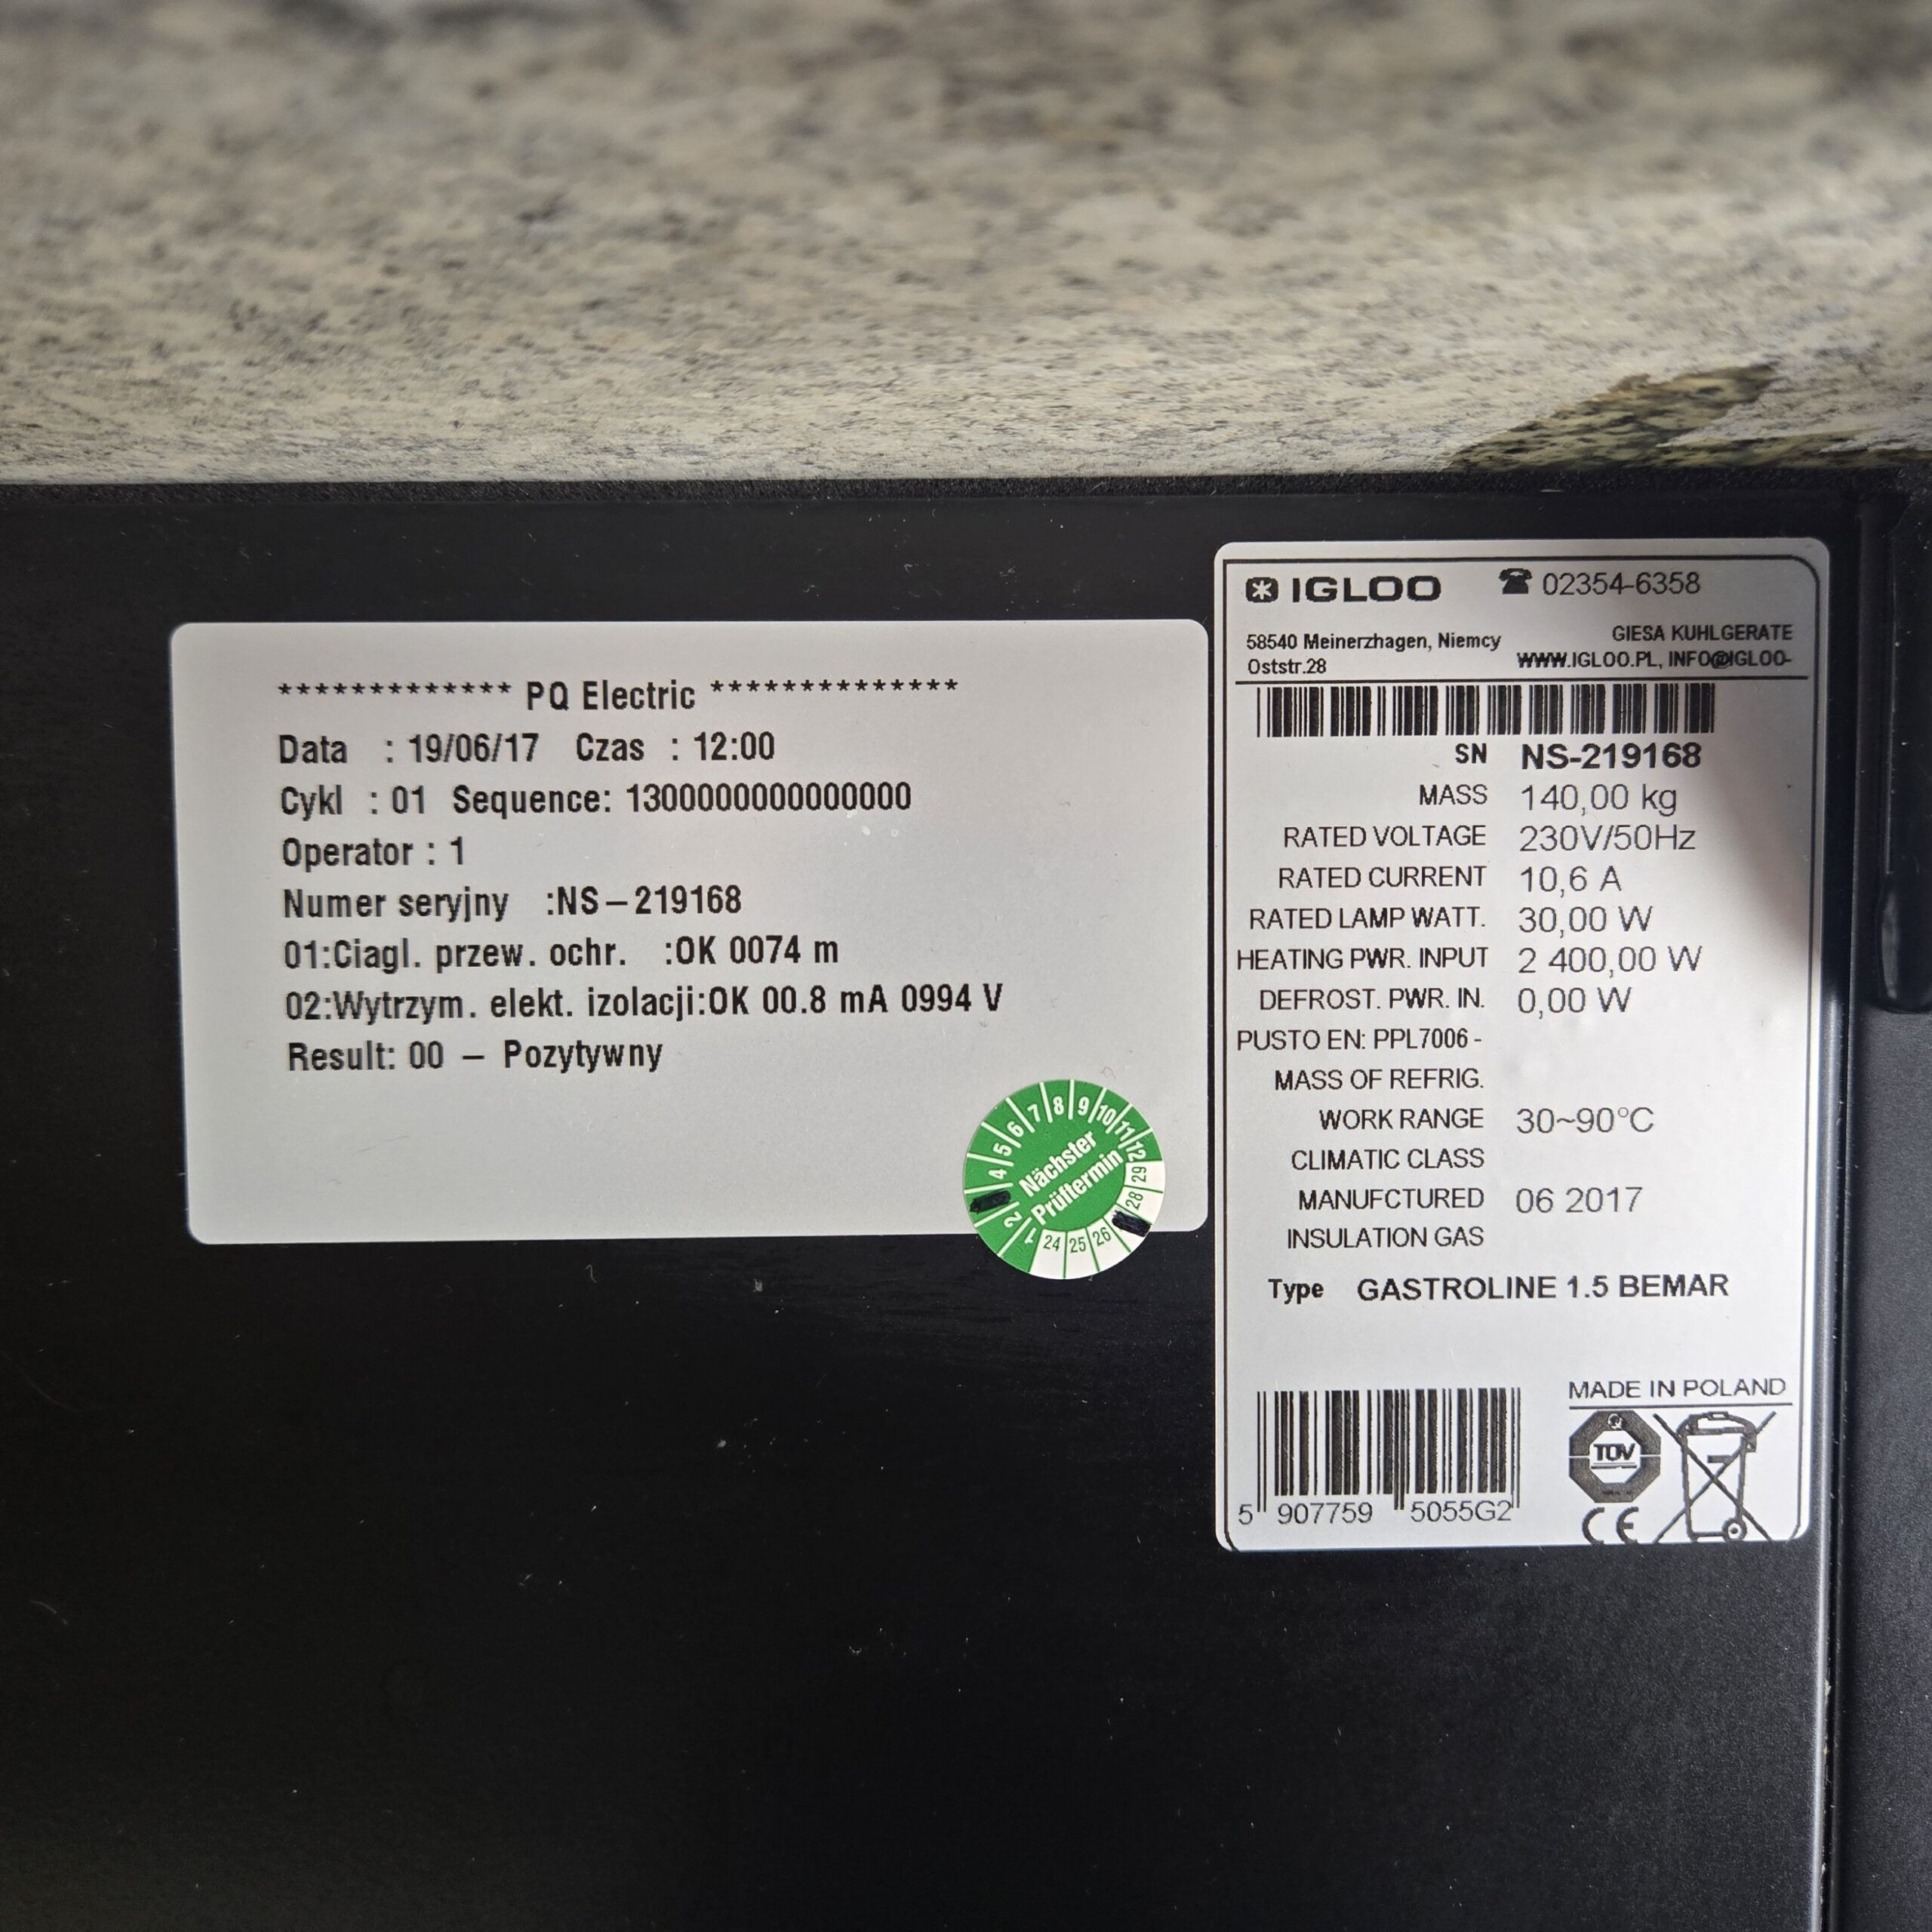 ************* PQ Electric **************
Data : 19/06/17 Czas : 12:00
Cykl : 01 Sequence: 1300000000000000
Operator : 1
Numer seryjny :NS-219168
01:Ciagl. przew. ochr. :OK 0074 m
02:Wytrzym. elekt. izolacji:OK 00.8 mA 0994 V
Result: 00 - Pozytywny
Nächster
Prüftermin
1 2 4 5 6 7 8 9 10 11 12
24 25 26 28 29
IGLOO ☎ 02354-6358
58540 Meinerzhagen, Niemcy GIESA KUHLGERATE
Oststr.28 WWW.IGLOO.PL, INFO@IGLOO-
SN NS-219168
MASS 140,00 kg
RATED VOLTAGE 230V/50Hz
RATED CURRENT 10,6 A
RATED LAMP WATT. 30,00 W
HEATING PWR. INPUT 2 400,00 W
DEFROST. PWR. IN. 0,00 W
PUSTO EN: PPL7006 -
MASS OF REFRIG.
WORK RANGE 30~90°C
CLIMATIC CLASS
MANUFCTURED 06 2017
INSULATION GAS
Type GASTROLINE 1.5 BEMAR
MADE IN POLAND
TÜV
CE
5 907759 5055G2